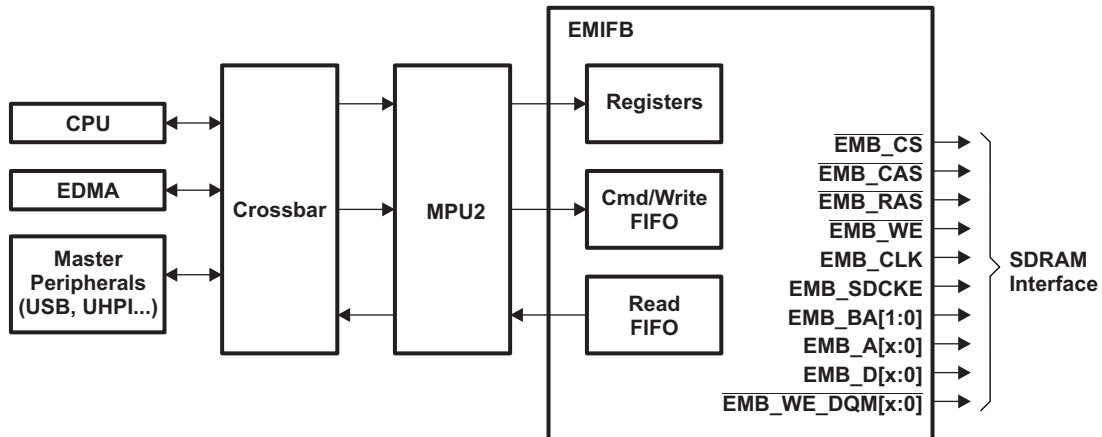 EMIFB
Registers
CPU
EMB_CS
EMB_CAS
EDMA
Crossbar
MPU2
Cmd/Write
FIFO
EMB_RAS
EMB_WE
Master
Peripherals
(USB, UHPI...)
EMB_CLK
SDRAM
Interface
EMB_SDCKE
Read
FIFO
EMB_BA[1:0]
EMB_A[x:0]
EMB_D[x:0]
EMB_WE_DQM[x:0]